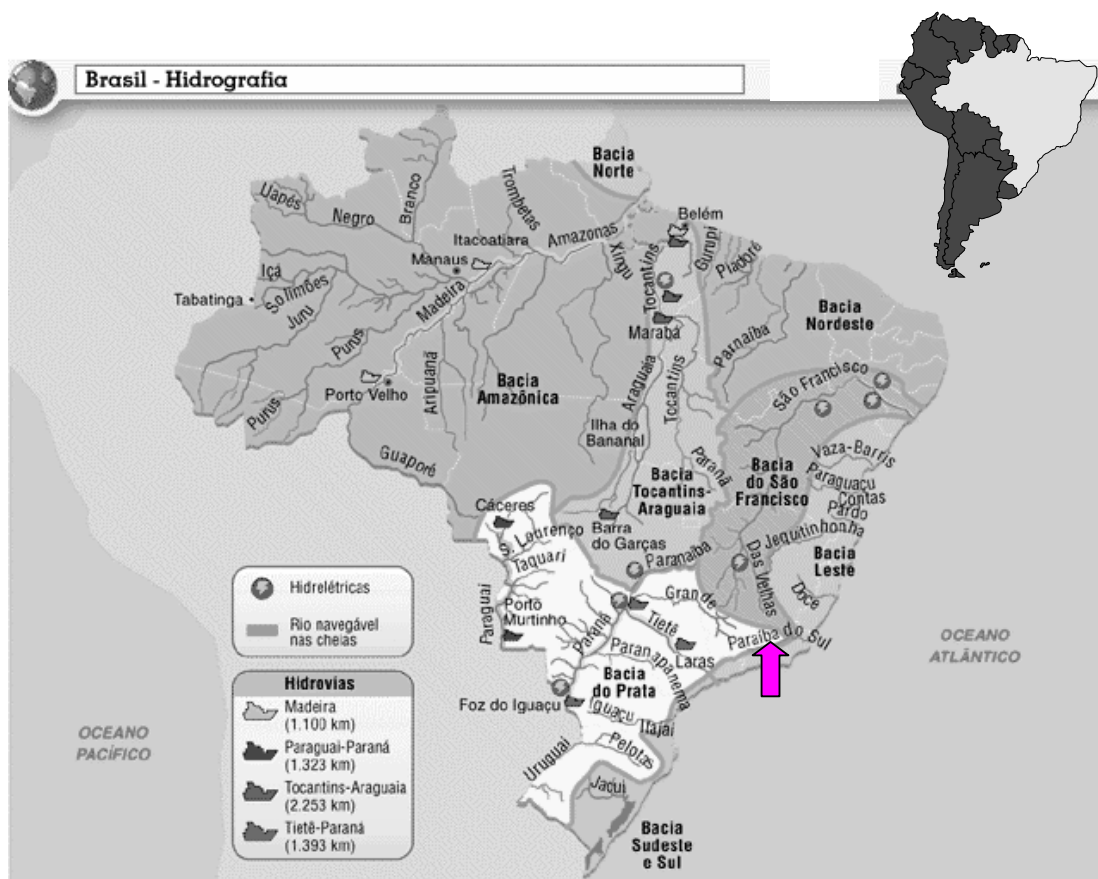 Brasil - Hidrografia
Bacia
Norte
Uapés
Negro
Branco
Trombetas
Belém
Itacoatiara
Amazonas
Manaus
Xingu
Tocantins
Gurupi
Piadoré
Içá
Solimões
Tabatinga
Juru
Madeira
Purus
Marabá
Parnaíba
Bacia
Nordeste
Porto Velho
Aripuanã
Bacia
Amazônica
Araguaia
Tocantins
São Francisco
Purus
Ilha do
Bananal
Guaporé
Paranã
Vaza-Barris
Bacia
Tocantins-
Araguaia
Bacia
do São
Francisco
Paraguaçu
Contas
Pardo
Cáceres
Jequitinhonha
S. Lourenço
Barra
do Garças
Paranaíba
Das Velhas
Bacia
Leste
Taquari
Doce
Paraguai
Porto
Murtinho
Grande
Paraná
Tietê
Paraíba do Sul
Laras
Paranapanema
Bacia
do Prata
Foz do Iguaçu
Iguaçu
Itajaí
Uruguai
Pelotas
Jacuí
Bacia
Sudeste
e Sul
OCEANO
ATLÂNTICO
OCEANO
PACÍFICO
Hidrelétricas
Rio navegável
nas cheias
Hidrovias
Madeira
(1.100 km)
Paraguai-Paraná
(1.323 km)
Tocantins-Araguaia
(2.253 km)
Tietê-Paraná
(1.393 km)